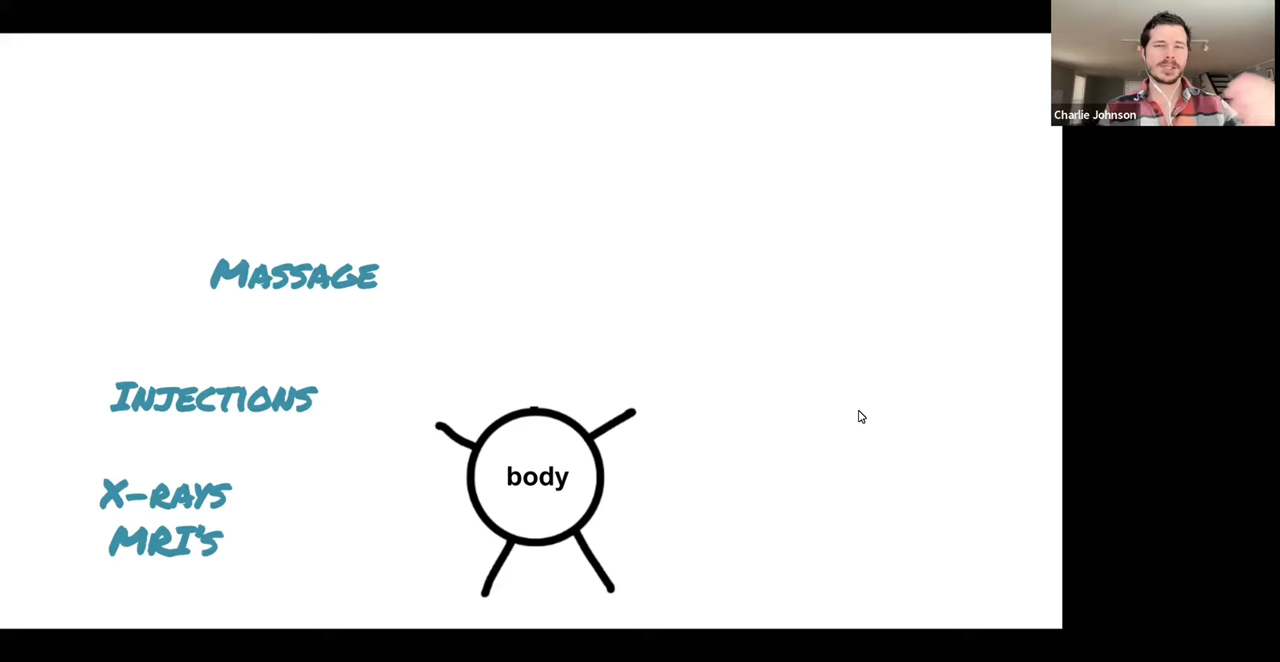 Charlie Johnson
Massage
Injections
body
X-rays
MRI's